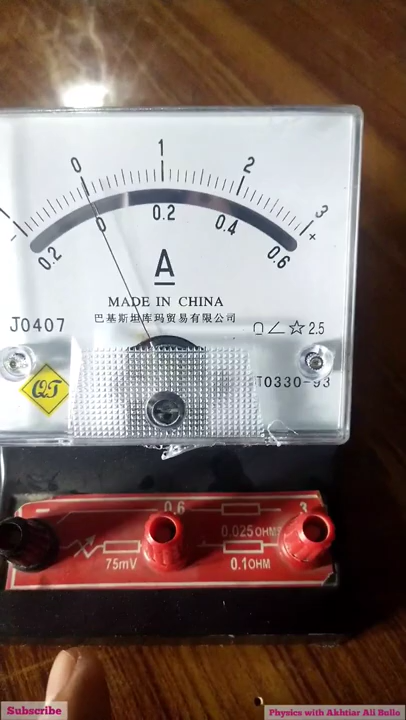 0 1 2 3
0.2 0 0.2 0.4 0.6
- +
A
MADE IN CHINA
巴基斯坦库玛贸易有限公司
J0407
2.5
QT
T0330-93
- 0.6 3
0.025OHM
75mV 0.1OHM
Subscribe
Physics with Akhtiar Ali Bullo